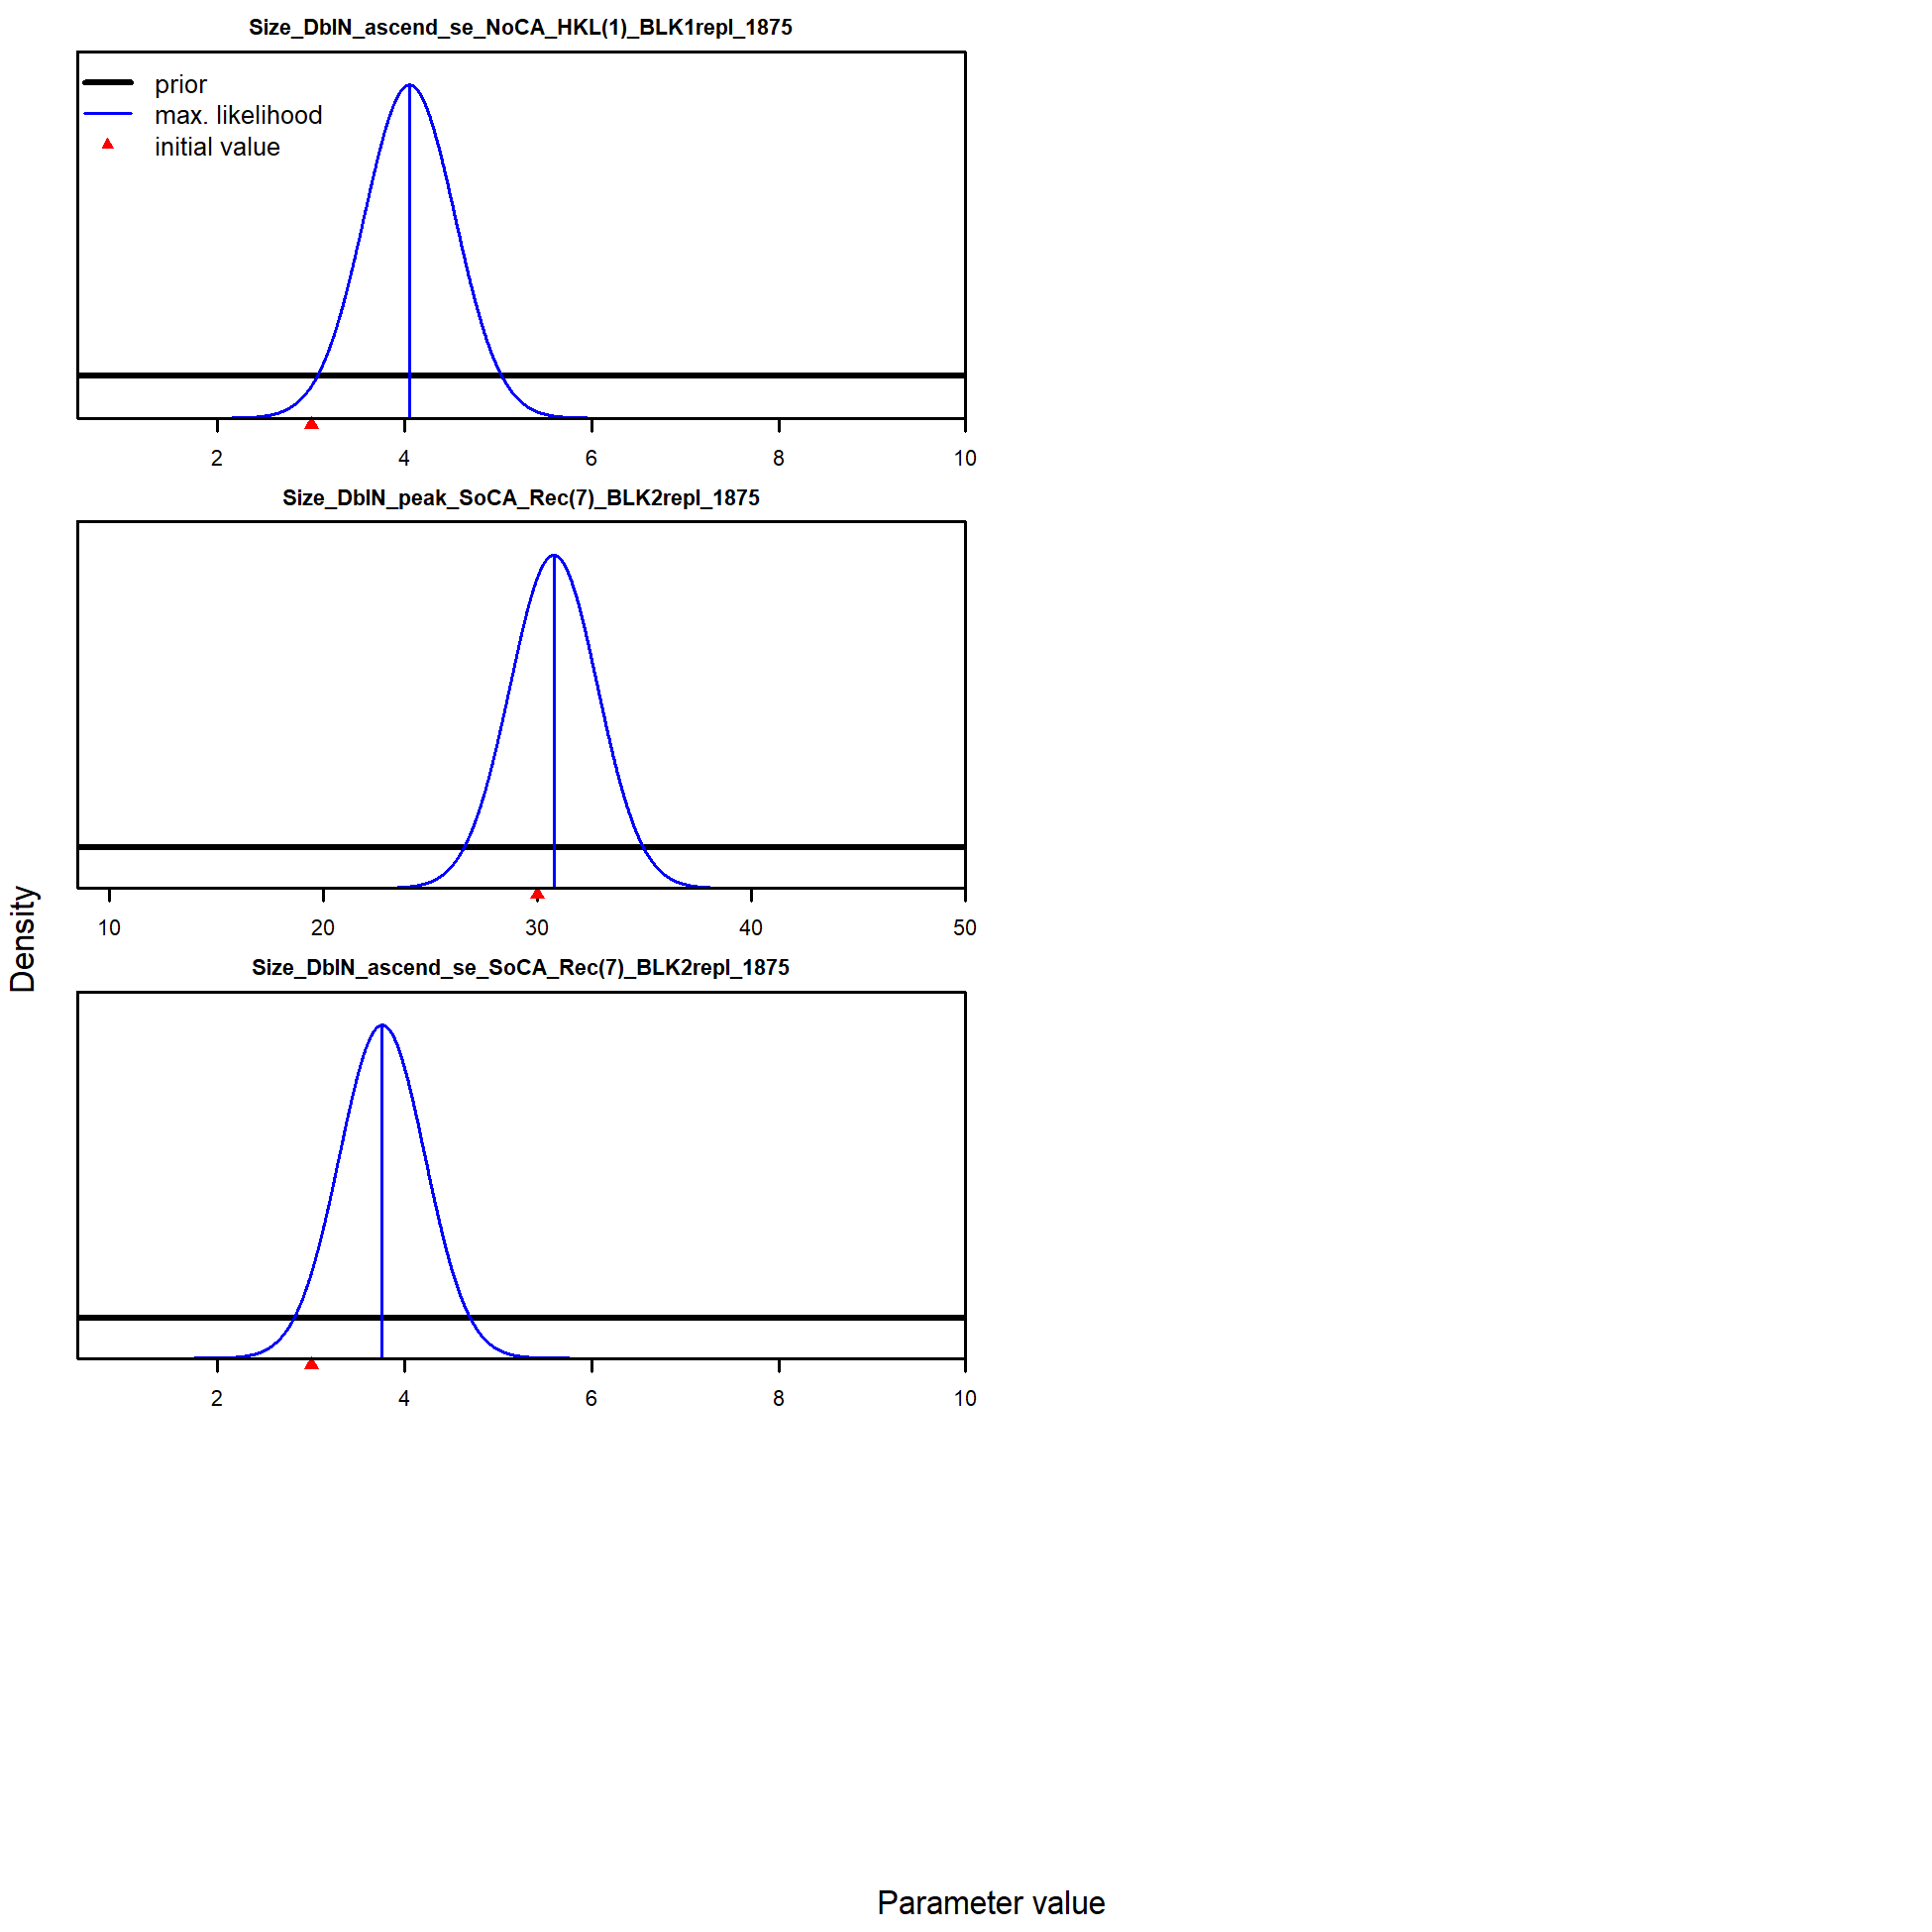 Size_DblN_ascend_se_NoCA_HKL(1)_BLK1repl_1875
prior
max. likelihood
initial value
2 4 6 8 10
Size_DblN_peak_SoCA_Rec(7)_BLK2repl_1875
10 20 30 40 50
Density
Size_DblN_ascend_se_SoCA_Rec(7)_BLK2repl_1875
2 4 6 8 10
Parameter value